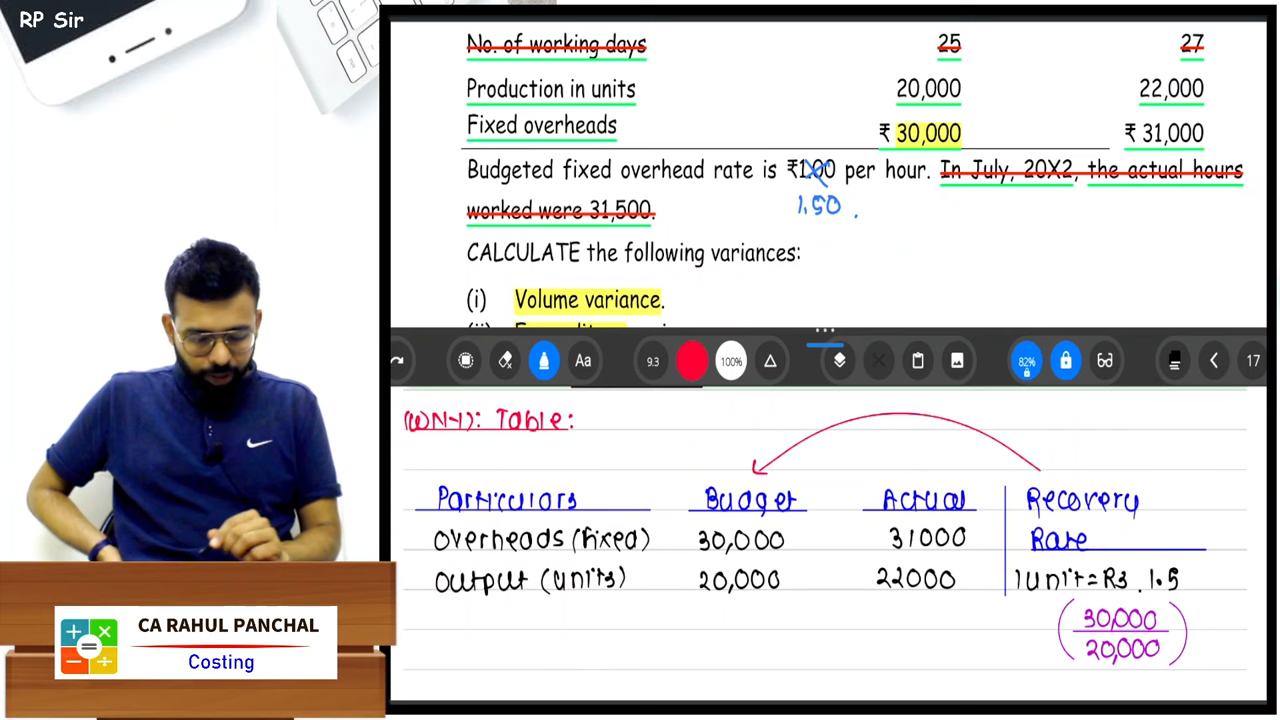 RP Sir
No. of working days 25 27
Production in units 20,000 22,000
Fixed overheads ₹ 30,000 ₹ 31,000
Budgeted fixed overhead rate is ₹1.00 per hour. In July, 20X2, the actual hours
1.50 .
worked were 31,500.
CALCULATE the following variances:
(i) Volume variance.
Aa 9.3 100% 82% 17
(WN-1): Table:
Particulars Budget Actual Recovery
overheads (fixed) 30,000 31000 Rate
output (units) 20,000 22000 1 unit = Rs. 1.5
(30,000
20,000)
CA RAHUL PANCHAL
Costing